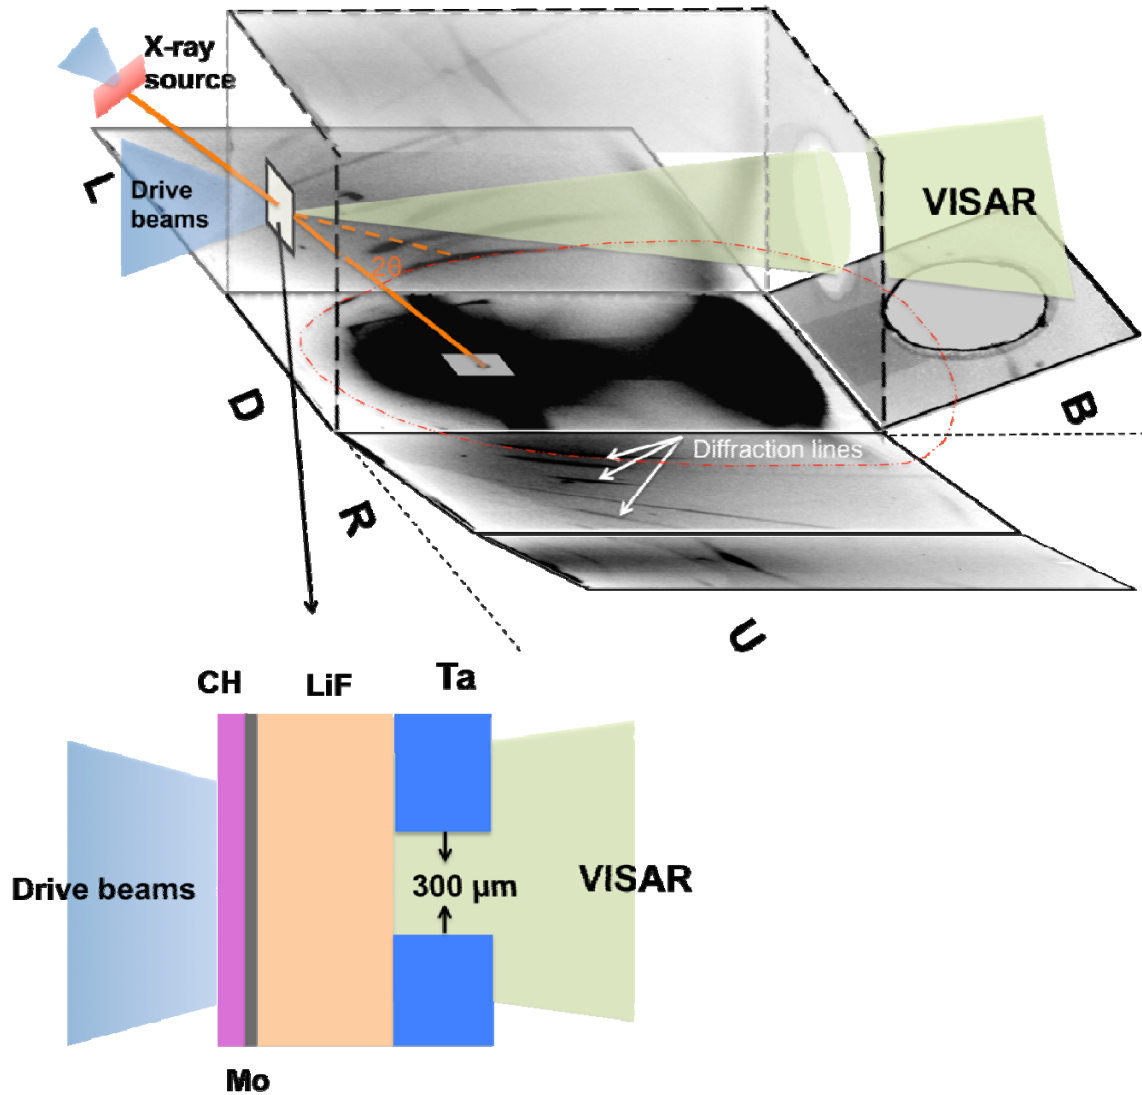 X-ray
source
L
Drive
beams
VISAR
2θ
D
B
Diffraction lines
R
U
CH
LiF
Ta
Drive beams
300 µm
VISAR
Mo